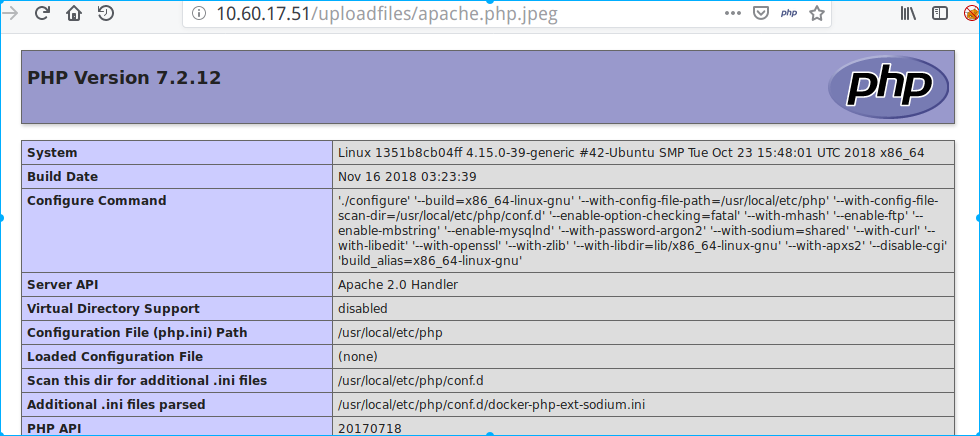 10.60.17.51/uploadfiles/apache.php.jpeg
php
PHP Version 7.2.12
php
System Linux 1351b8cb04ff 4.15.0-39-generic #42-Ubuntu SMP Tue Oct 23 15:48:01 UTC 2018 x86_64
Build Date Nov 16 2018 03:23:39
Configure Command './configure' '--build=x86_64-linux-gnu' '--with-config-file-path=/usr/local/etc/php' '--with-config-file-
scan-dir=/usr/local/etc/php/conf.d' '--enable-option-checking=fatal' '--with-mhash' '--enable-ftp' '--
enable-mbstring' '--enable-mysqlnd' '--with-password-argon2' '--with-sodium=shared' '--with-curl' '--
with-libedit' '--with-openssl' '--with-zlib' '--with-libdir=lib/x86_64-linux-gnu' '--with-apxs2' '--disable-cgi'
'build_alias=x86_64-linux-gnu'
Server API Apache 2.0 Handler
Virtual Directory Support disabled
Configuration File (php.ini) Path /usr/local/etc/php
Loaded Configuration File (none)
Scan this dir for additional .ini files /usr/local/etc/php/conf.d
Additional .ini files parsed /usr/local/etc/php/conf.d/docker-php-ext-sodium.ini
PHP API 20170718